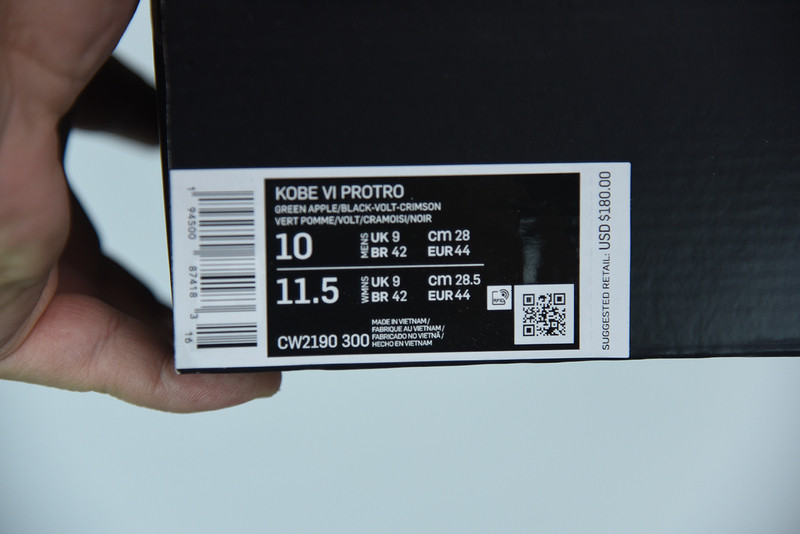 KOBE VI PROTRO
GREEN APPLE/BLACK-VOLT-CRIMSON
VERT POMME/VOLT/CRAMOISI/NOIR
10 MENS UK 9 cm 28
BR 42 EUR 44
11.5 WMNS UK 9 cm 28.5
BR 42 EUR 44
CW2190 300
MADE IN VIETNAM /
FABRIQUE AU VIETNAM /
FABRICADO NO VIETNÃ /
HECHO EN VIETNAM
RFID
1 94500 87418 3 16
SUGGESTED RETAIL: USD $180.00